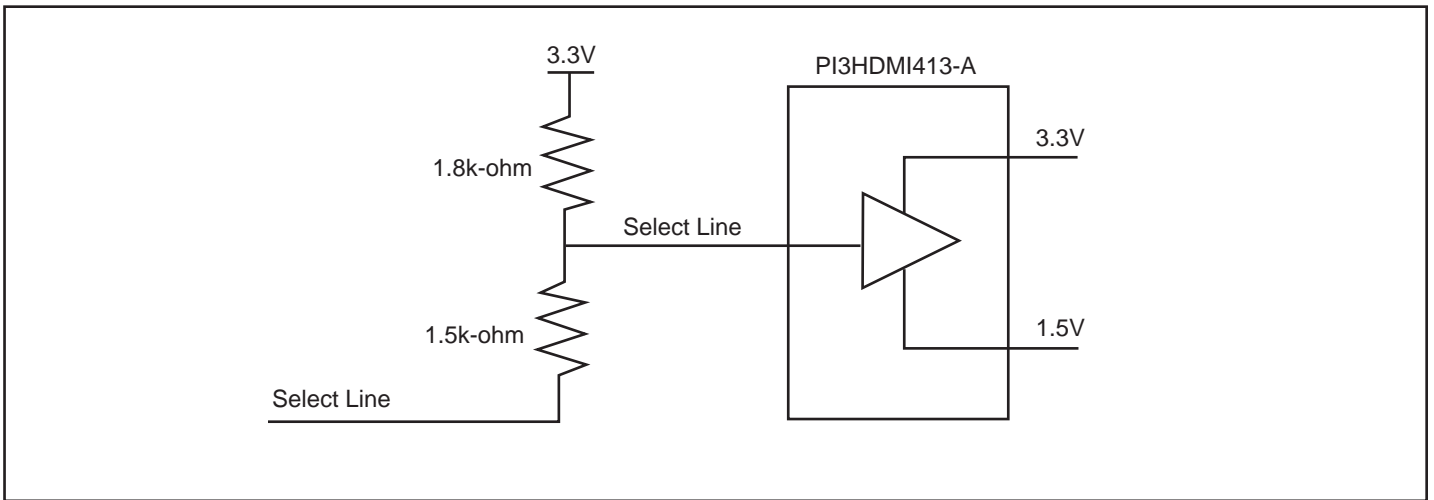 3.3V
PI3HDMI413-A
3.3V
1.8k-ohm
Select Line
1.5k-ohm
1.5V
Select Line